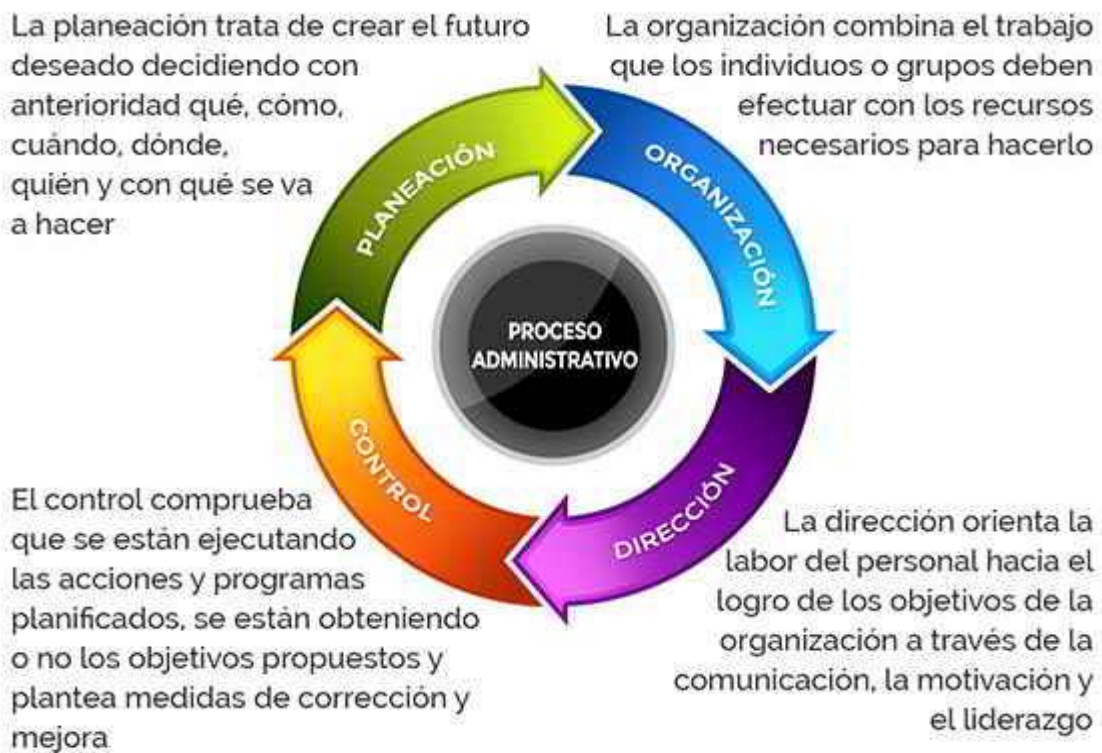 La planeación trata de crear el futuro
deseado decidiendo con
anterioridad qué, cómo,
cuándo, dónde,
quién y con qué se va
a hacer
La organización combina el trabajo
que los individuos o grupos deben
efectuar con los recursos
necesarios para hacerlo
PLANEACIÓN
ORGANIZACIÓN
PROCESO
ADMINISTRATIVO
CONTROL
DIRECCIÓN
El control comprueba
que se están ejecutando
las acciones y programas
planificados, se están obteniendo
o no los objetivos propuestos y
plantea medidas de corrección y
mejora
La dirección orienta la
labor del personal hacia el
logro de los objetivos de la
organización a través de la
comunicación, la motivación y
el liderazgo